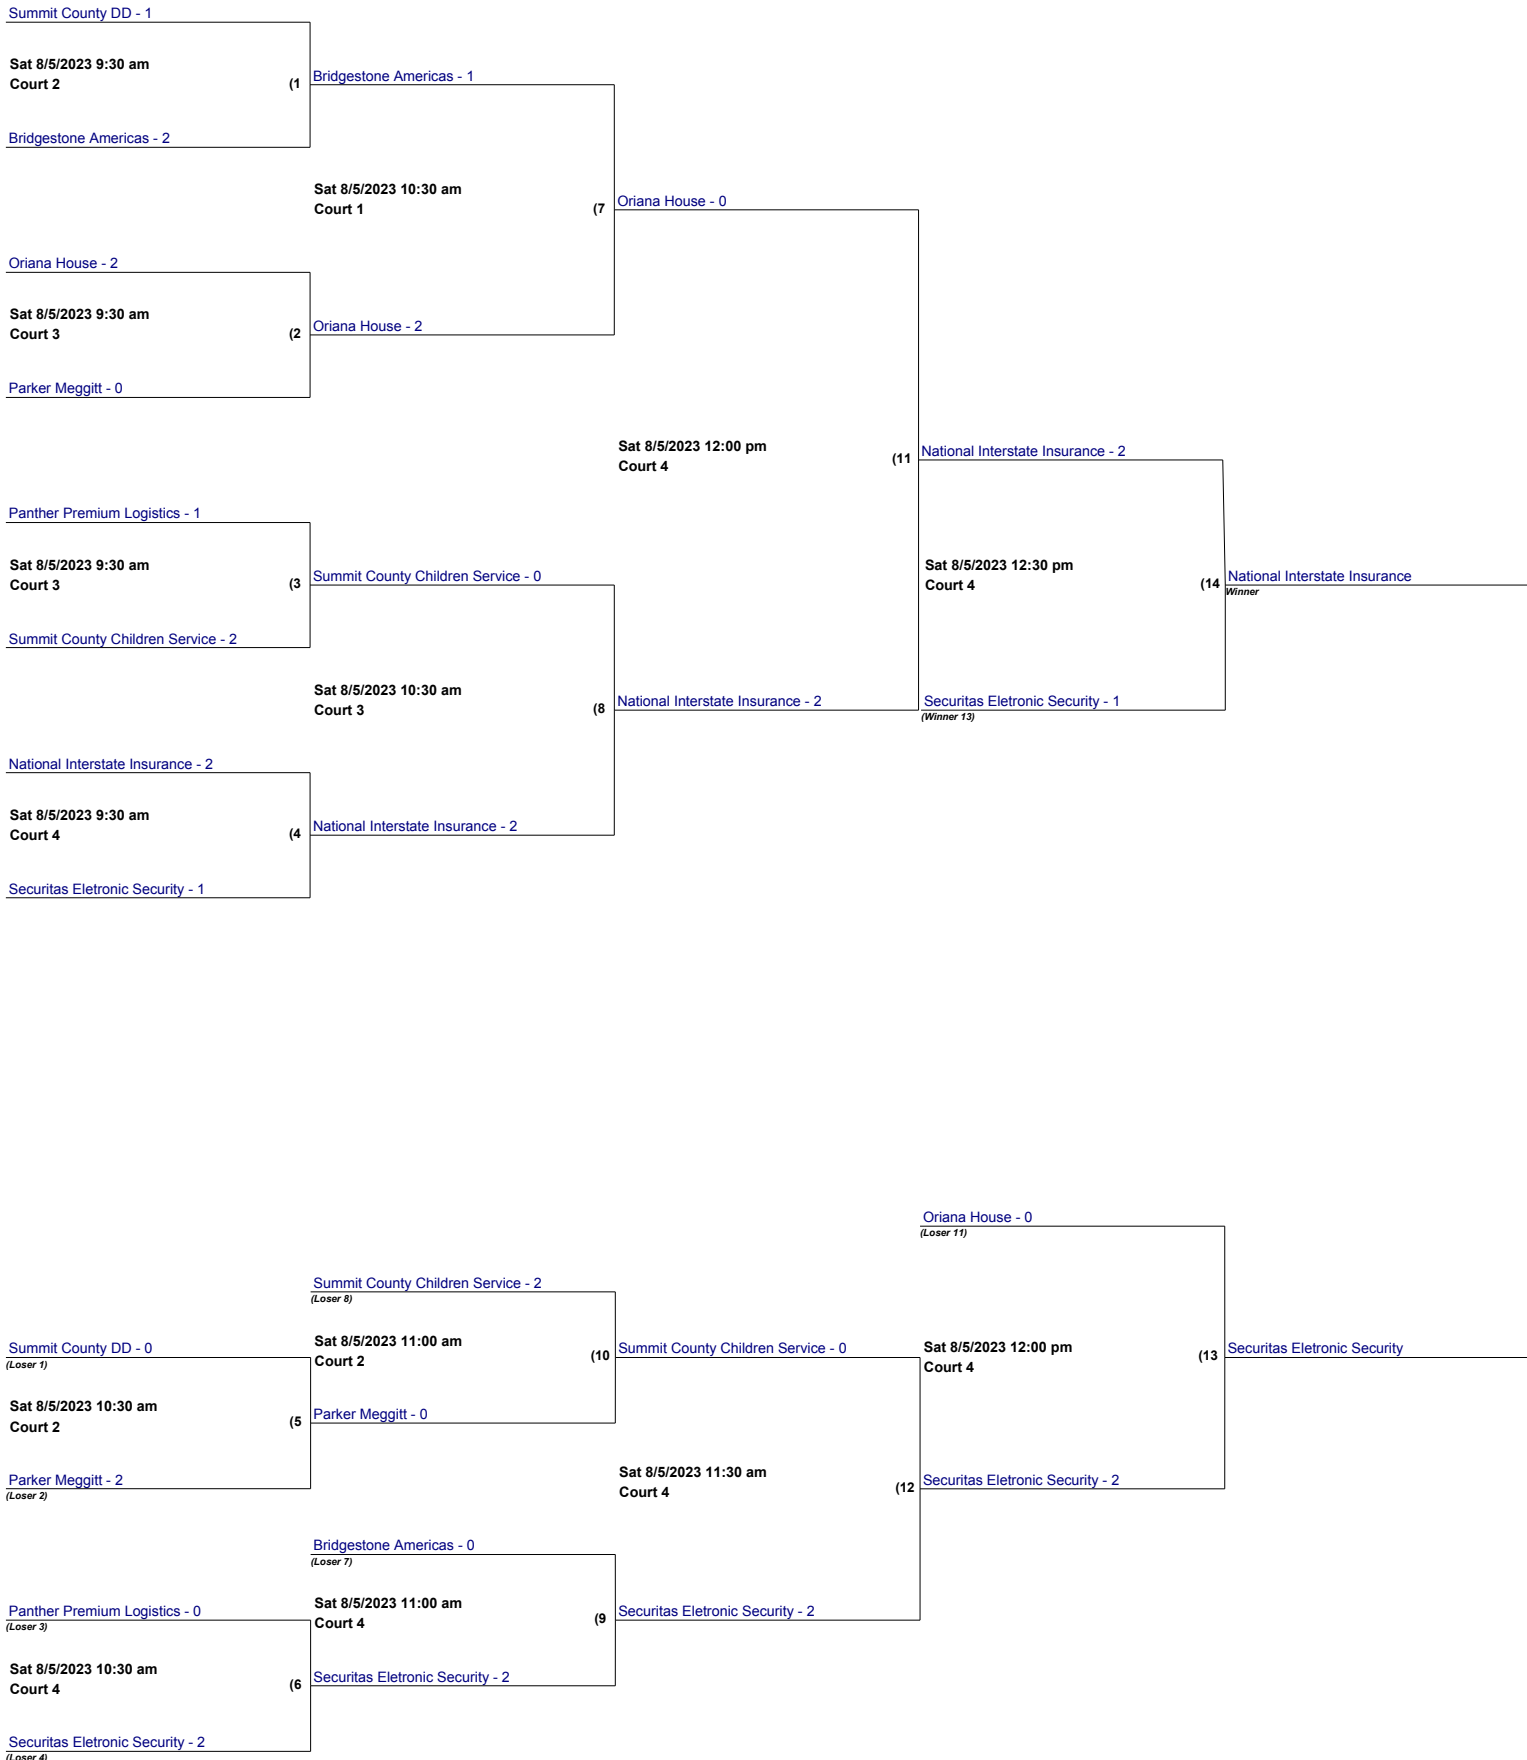 Summit County DD - 1
Sat 8/5/2023 9:30 am
Court 2
(1
Bridgestone Americas - 1
Bridgestone Americas - 2
Sat 8/5/2023 10:30 am
Court 1
(7
Oriana House - 0
Oriana House - 2
Sat 8/5/2023 9:30 am
Court 3
(2
Oriana House - 2
Parker Meggitt - 0
Sat 8/5/2023 12:00 pm
Court 4
(11
National Interstate Insurance - 2
Panther Premium Logistics - 1
Sat 8/5/2023 9:30 am
Court 3
(3
Summit County Children Service - 0
Sat 8/5/2023 12:30 pm
Court 4
(14
National Interstate Insurance
Winner
Summit County Children Service - 2
Sat 8/5/2023 10:30 am
Court 3
(8
National Interstate Insurance - 2
Securitas Eletronic Security - 1
(Winner 13)
National Interstate Insurance - 2
Sat 8/5/2023 9:30 am
Court 4
(4
National Interstate Insurance - 2
Securitas Eletronic Security - 1
Oriana House - 0
(Loser 11)
Summit County Children Service - 2
(Loser 8)
Summit County DD - 0
(Loser 1)
Sat 8/5/2023 11:00 am
Court 2
(10
Summit County Children Service - 0
Sat 8/5/2023 12:00 pm
Court 4
(13
Securitas Eletronic Security
Sat 8/5/2023 10:30 am
Court 2
(5
Parker Meggitt - 0
Parker Meggitt - 2
(Loser 2)
Sat 8/5/2023 11:30 am
Court 4
(12
Securitas Eletronic Security - 2
Bridgestone Americas - 0
(Loser 7)
Panther Premium Logistics - 0
(Loser 3)
Sat 8/5/2023 11:00 am
Court 4
(9
Securitas Eletronic Security - 2
Sat 8/5/2023 10:30 am
Court 4
(6
Securitas Eletronic Security - 2
Securitas Eletronic Security - 2
(Loser 4)